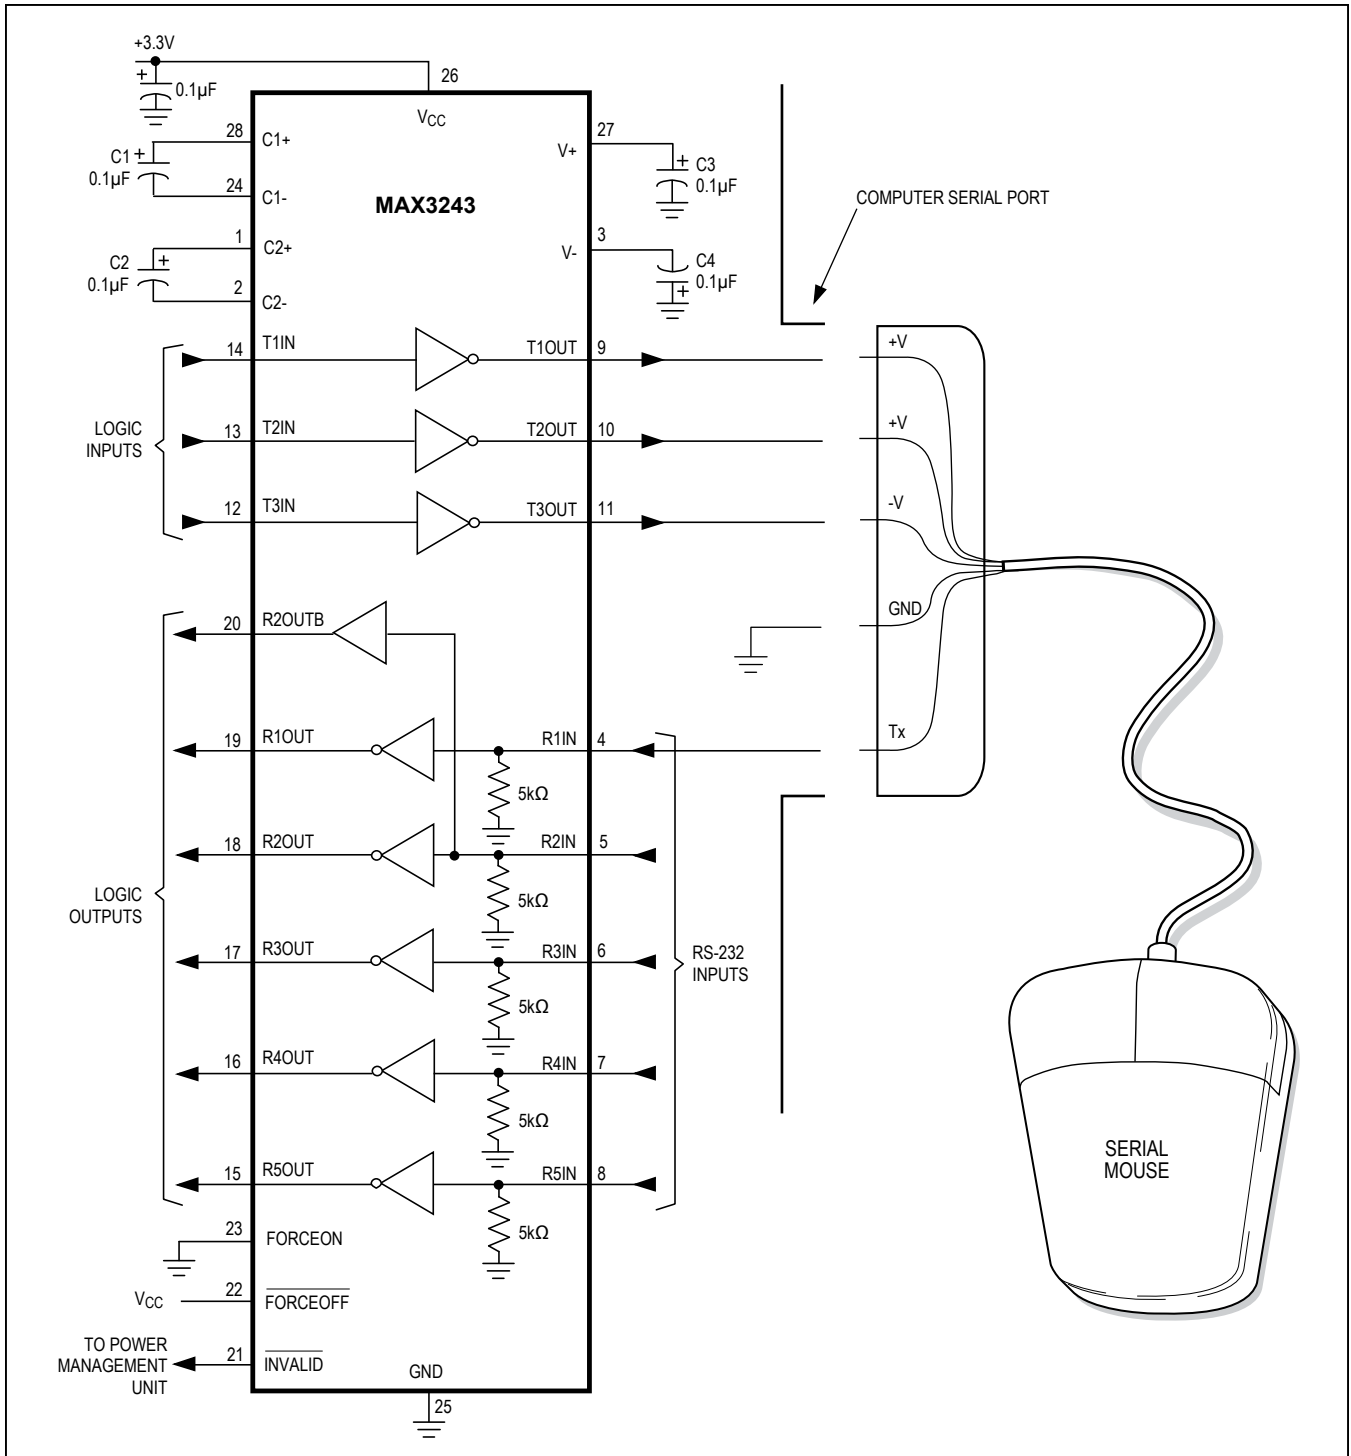 +3.3V
0.1µF
26
VCC
28
C1+
C1
+
0.1µF
24
C1-
MAX3243
27
V+
+
C3
0.1µF
1
C2+
C2
+
0.1µF
2
C2-
3
V-
C4
0.1µF
+
+
COMPUTER SERIAL PORT
LOGIC
INPUTS
14
T1IN
T1OUT
9
+V
13
T2IN
T2OUT
10
+V
12
T3IN
T3OUT
11
-V
20
R2OUTB
GND
19
R1OUT
R1IN
4
Tx
5kΩ
18
R2OUT
R2IN
5
5kΩ
LOGIC
OUTPUTS
17
R3OUT
R3IN
6
5kΩ
RS-232
INPUTS
16
R4OUT
R4IN
7
5kΩ
15
R5OUT
R5IN
8
5kΩ
23
FORCEON
VCC
22
FORCEOFF
TO POWER
MANAGEMENT
UNIT
21
INVALID
GND
25
SERIAL
MOUSE